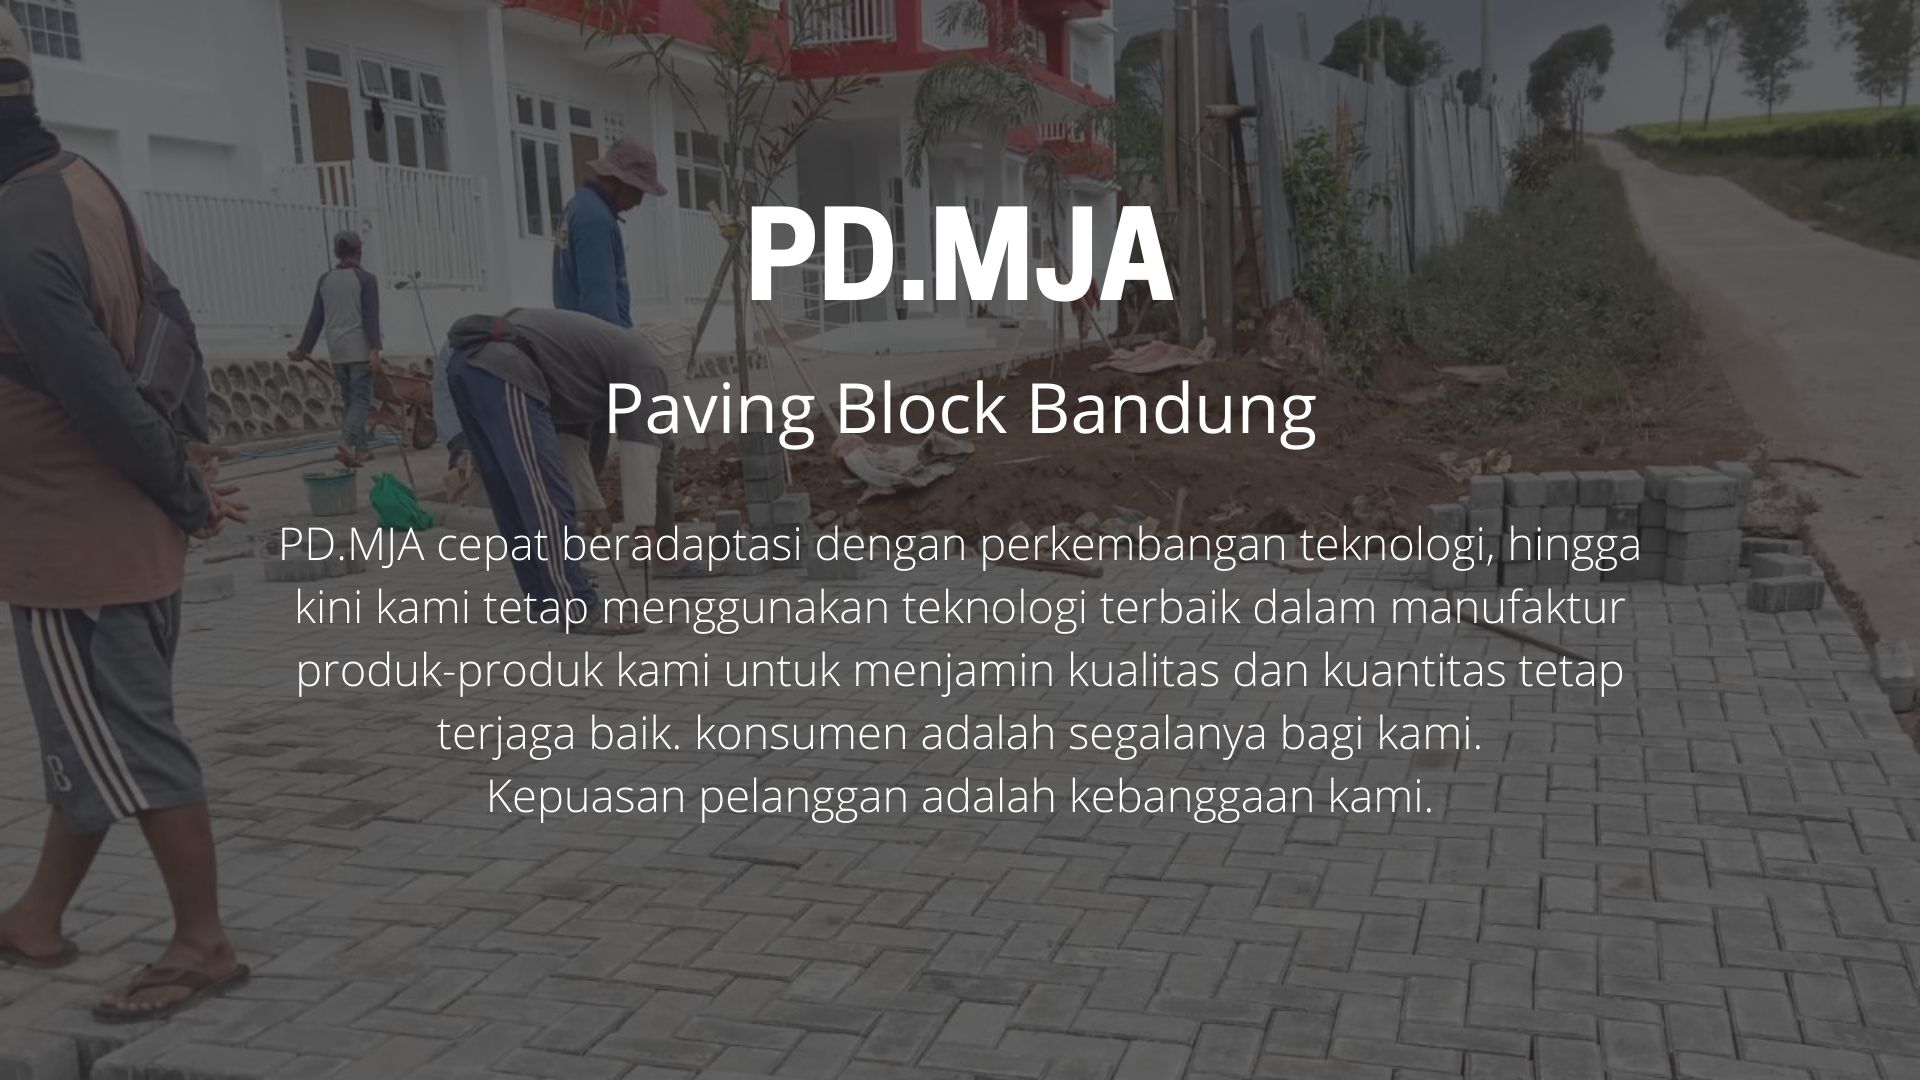 PD.MJA
Paving Block Bandung
PD.MJA cepat beradaptasi dengan perkembangan teknologi, hingga
kini kami tetap menggunakan teknologi terbaik dalam manufaktur
produk-produk kami untuk menjamin kualitas dan kuantitas tetap
terjaga baik. konsumen adalah segalanya bagi kami.
Kepuasan pelanggan adalah kebanggaan kami.